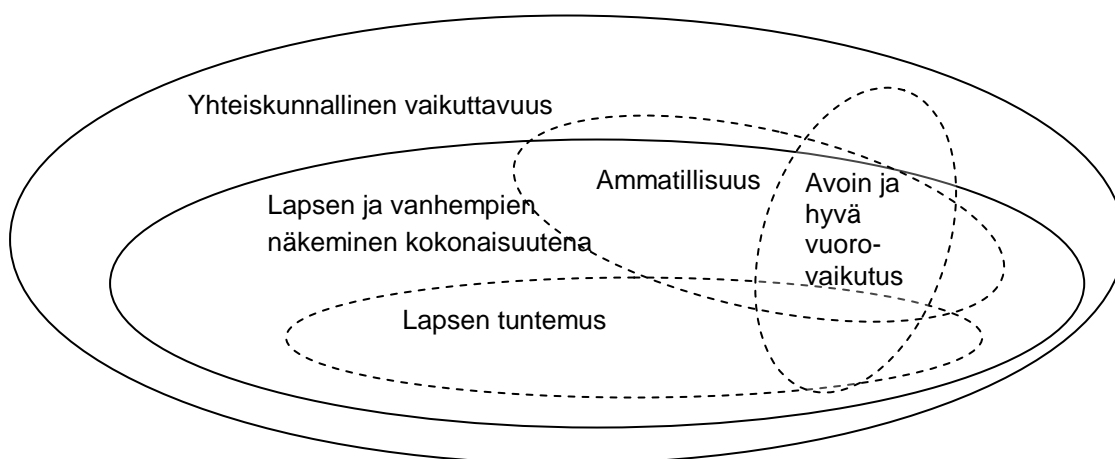 Yhteiskunnallinen vaikuttavuus
Ammatillisuus
Avoin ja
hyvä
vuoro-
vaikutus
Lapsen ja vanhempien
näkeminen kokonaisuutena
Lapsen tuntemus